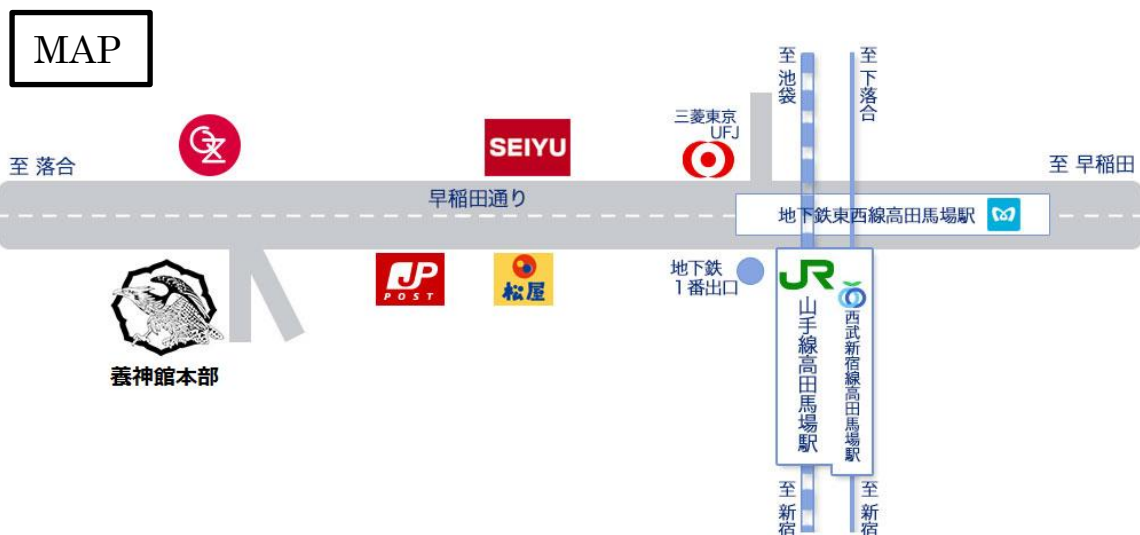 MAP
至 池袋
至 下落合
三菱東京
UFJ
SEIYU
至 落合
至 早稲田
早稲田通り
地下鉄東西線高田馬場駅
地下鉄
1番出口
JP
POST
松屋
JR
山手線高田馬場駅
西武新宿線高田馬場駅
養神館本部
至 新宿
至 新宿